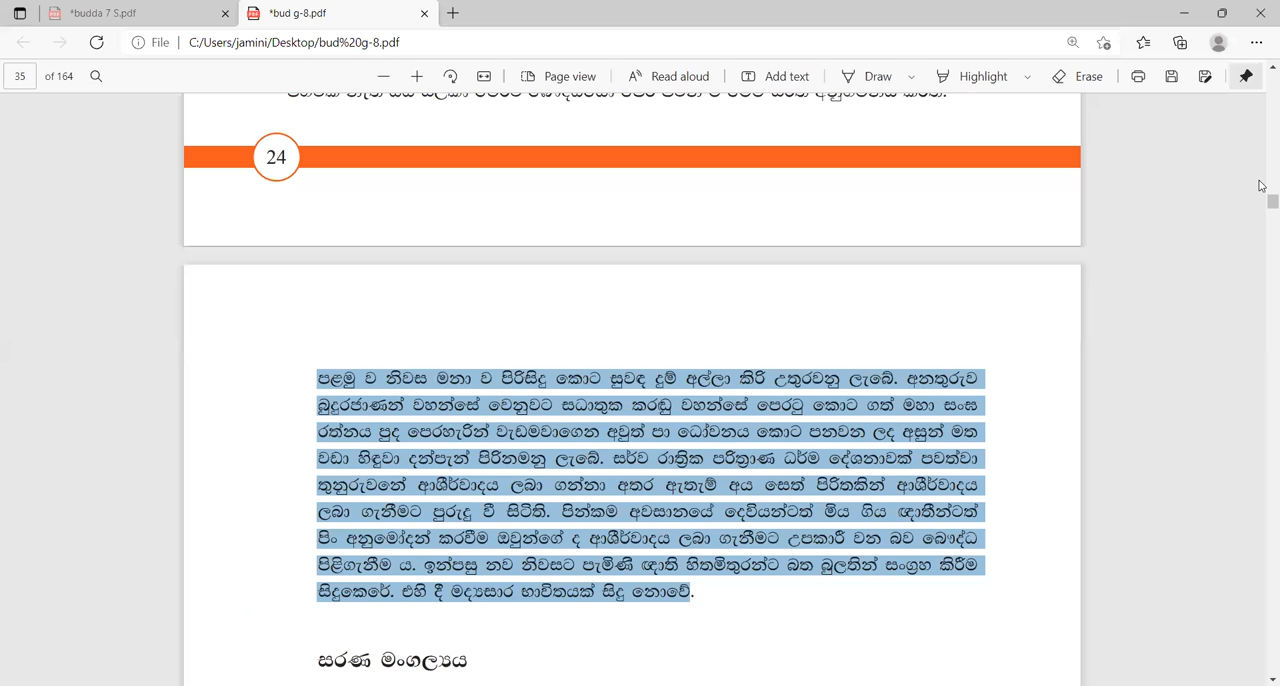 *budda 7 S.pdf
*bud g-8.pdf
File
C:/Users/jamini/Desktop/bud%20g-8.pdf
35 of 164
Page view
Read aloud
Add text
Draw
Highlight
Erase
24
පළමු ව නිවස මනා ව පිරිසිදු කොට සුවඳ දුම් අල්ලා කිරි උතුරවනු ලැබේ. අනතුරුව
බුදුරජාණන් වහන්සේ වෙනුවට සධාතුක කරඬු වහන්සේ පෙරටු කොට ගත් මහා සංඝ
රත්නය පුද පෙරහැරින් වැඩමවාගෙන අවුත් පා ධෝවනය කොට පනවන ලද අසුන් මත
වඩා හිඳුවා දන්පැන් පිරිනමනු ලැබේ. සර්ව රාත්‍රික පරිත්‍රාණ ධර්ම දේශනාවක් පවත්වා
තුනුරුවනේ ආශීර්වාදය ලබා ගන්නා අතර ඇතැම් අය සෙත් පිරිතකින් ආශීර්වාදය
ලබා ගැනීමට පුරුදු වී සිටිති. පින්කම අවසානයේ දෙවියන්ටත් මිය ගිය ඥාතීන්ටත්
පිං අනුමෝදන් කරවීම ඔවුන්ගේ ද ආශීර්වාදය ලබා ගැනීමට උපකාරී වන බව බෞද්ධ
පිළිගැනීම ය. ඉන්පසු නව නිවසට පැමිණි ඥාති හිතමිතුරන්ට බත බුලතින් සංග්‍රහ කිරීම
සිදුකෙරේ. එහි දී මද්‍යසාර භාවිතයක් සිදු නොවේ.
සරණ මංගල්‍යය